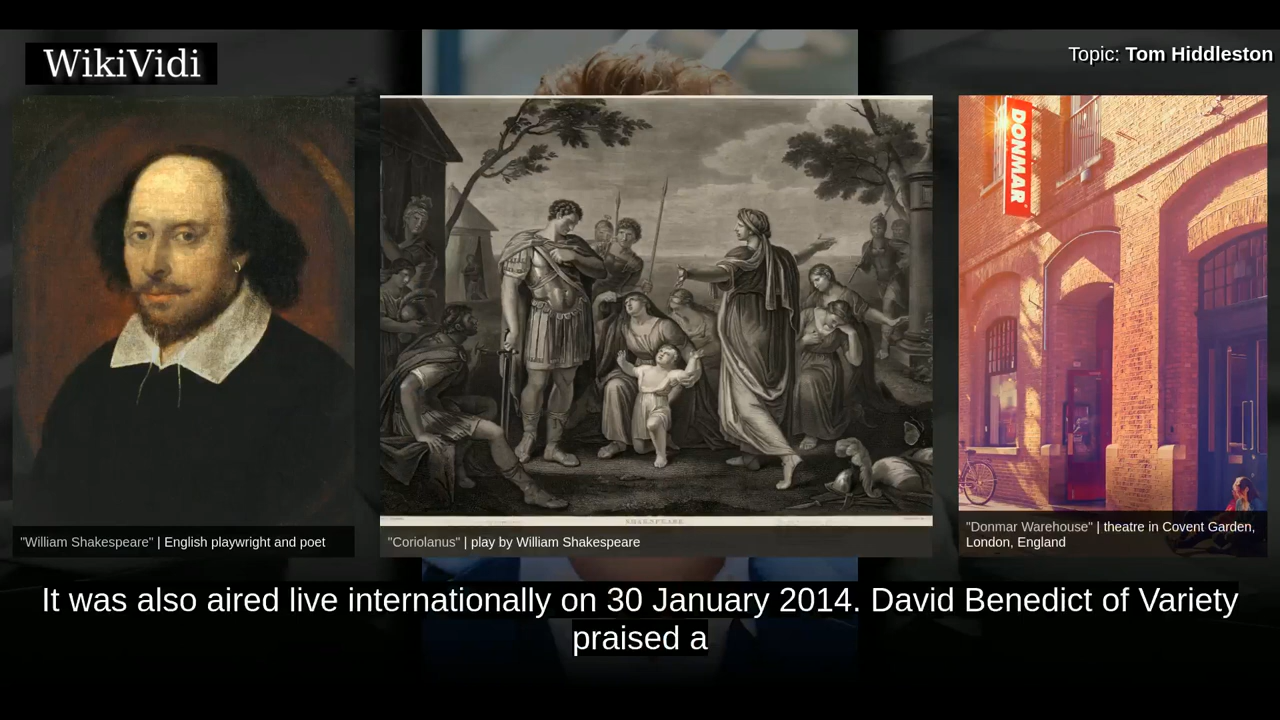 WikiVidi
Topic: Tom Hiddleston
DONMAR
SHAKSPEARE
"William Shakespeare" | English playwright and poet
"Coriolanus" | play by William Shakespeare
"Donmar Warehouse" | theatre in Covent Garden,
London, England
It was also aired live internationally on 30 January 2014. David Benedict of Variety
praised a